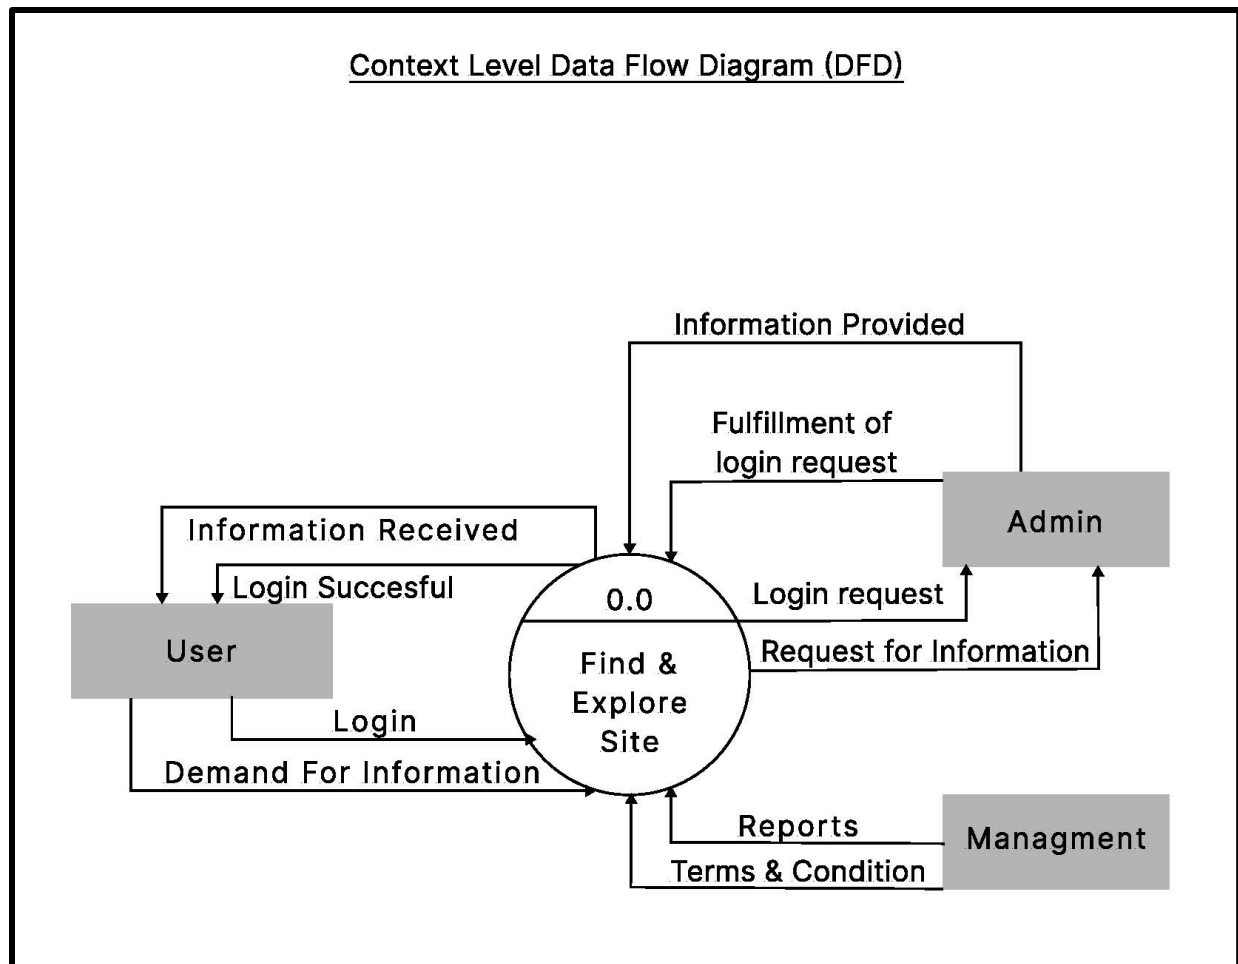 Context Level Data Flow Diagram (DFD)
Information Provided
Fulfillment of
login request
Admin
Information Received
Login Succesful
0.0
Login request
User
Find &
Explore
Site
Request for Information
Login
Demand For Information
Reports
Managment
Terms & Condition